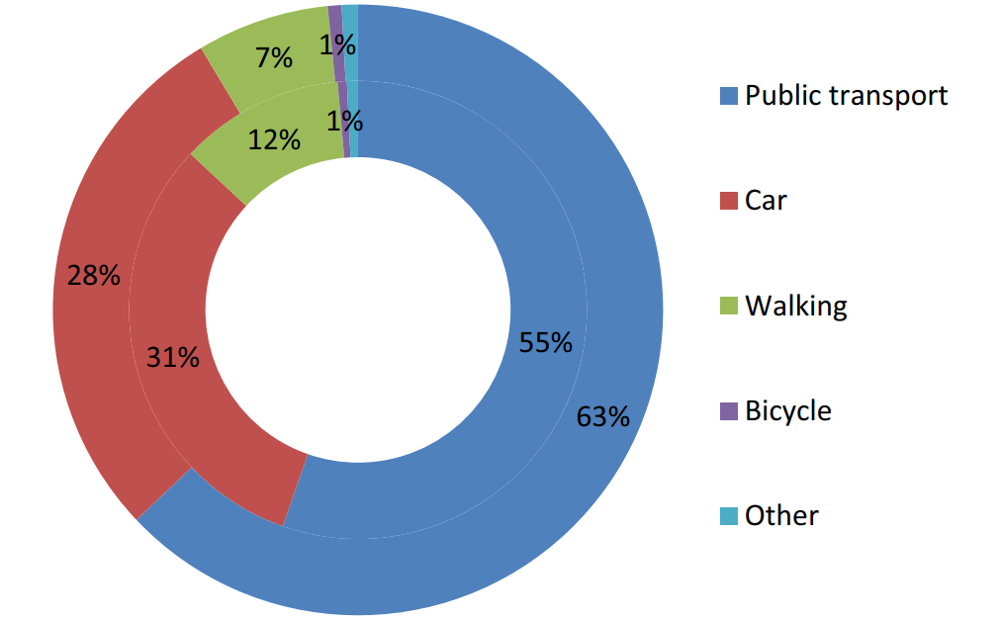 1%
7%
1%
12%
28%
31%
55%
63%
Public transport
Car
Walking
Bicycle
Other